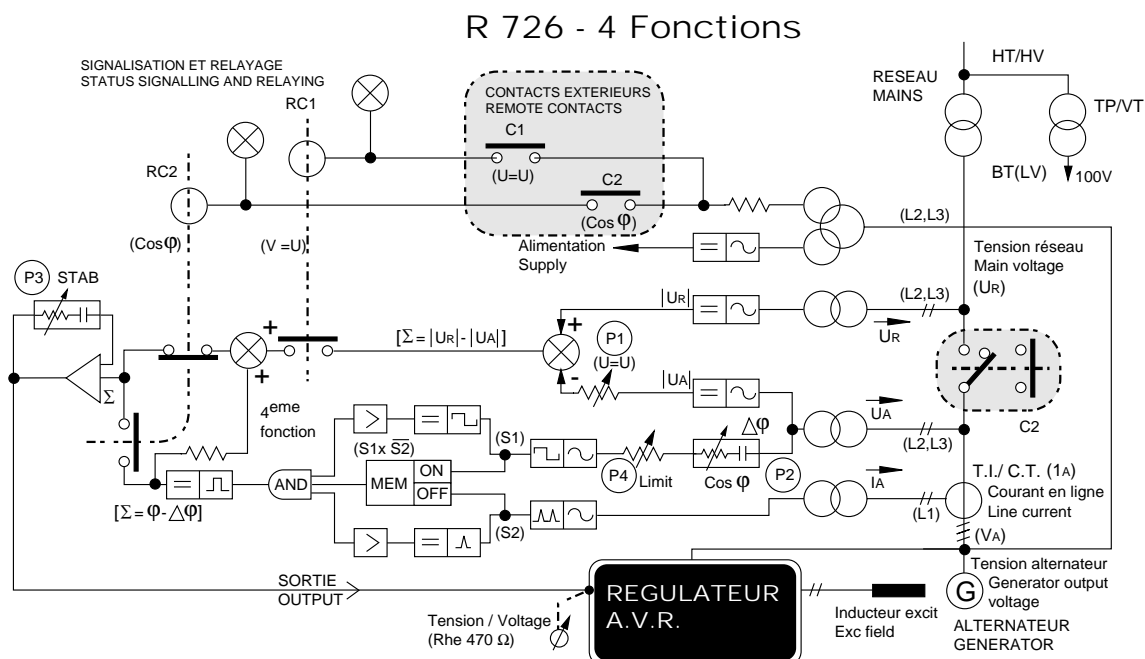 R 726 - 4 Fonctions
SIGNALISATION ET RELAYAGE
STATUS SIGNALLING AND RELAYING
RC1
RC2
CONTACTS EXTERIEURS
REMOTE CONTACTS
C1
(U=U)
C2
(Cos φ)
HT/HV
RESEAU
MAINS
TP/VT
BT(LV)
100V
(Cosφ)
(V =U)
Alimentation
Supply
=
(L2,L3)
Tension réseau
Main voltage
(UR)
P3
STAB
|UR|
=
(L2,L3)
UR
+
+
[Σ = |UR| - |UA|]
+
-
P1
(U=U)
|UA|
=
UA
(L2,L3)
C2
Σ
4eme
fonction
>
=
(S1x S̅2̅)
(S1)
Δφ
P4
Limit
Cos φ
P2
MEM
ON
OFF
AND
=
[Σ = φ - Δφ]
>
=
(S2)
IA
(L1)
T.I./ C.T. (1A)
Courant en ligne
Line current
(VA)
SORTIE
OUTPUT
REGULATEUR
A.V.R.
Tension / Voltage
(Rhe 470 Ω)
Inducteur excit
Exc field
G
Tension alternateur
Generator output
voltage
ALTERNATEUR
GENERATOR